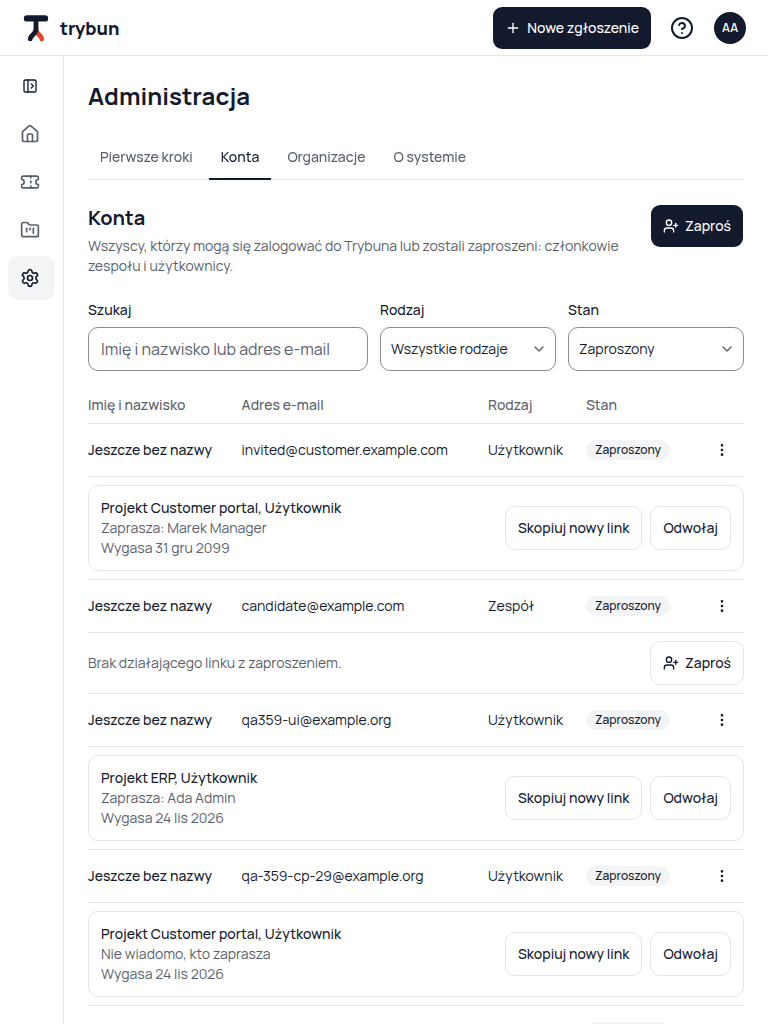 trybun
Nowe zgłoszenie
AA
Administracja
Pierwsze kroki
Konta
Organizacje
O systemie
Konta
Wszyscy, którzy mogą się zalogować do Trybuna lub zostali zaproszeni: członkowie
zespołu i użytkownicy.
Zaproś
Szukaj
Rodzaj
Stan
Imię i nazwisko lub adres e-mail
Wszystkie rodzaje
Zaproszony
Imię i nazwisko Adres e-mail Rodzaj Stan
Jeszcze bez nazwy invited@customer.example.com Użytkownik Zaproszony
Projekt Customer portal, Użytkownik
Zaprasza: Marek Manager
Wygasa 31 gru 2099
Skopiuj nowy link
Odwołaj
Jeszcze bez nazwy candidate@example.com Zespół Zaproszony
Brak działającego linku z zaproszeniem.
Zaproś
Jeszcze bez nazwy qa359-ui@example.org Użytkownik Zaproszony
Projekt ERP, Użytkownik
Zaprasza: Ada Admin
Wygasa 24 lis 2026
Skopiuj nowy link
Odwołaj
Jeszcze bez nazwy qa-359-cp-29@example.org Użytkownik Zaproszony
Projekt Customer portal, Użytkownik
Nie wiadomo, kto zaprasza
Wygasa 24 lis 2026
Skopiuj nowy link
Odwołaj